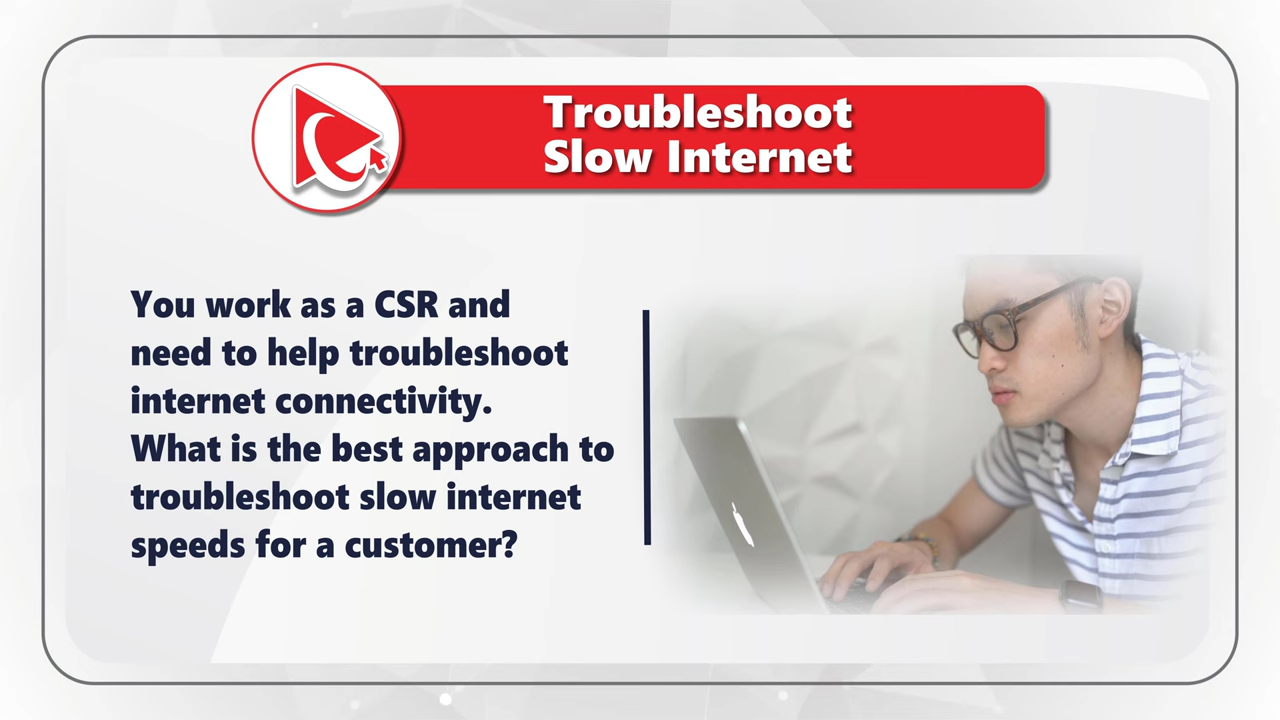 Troubleshoot
Slow Internet
You work as a CSR and
need to help troubleshoot
internet connectivity.
What is the best approach to
troubleshoot slow internet
speeds for a customer?